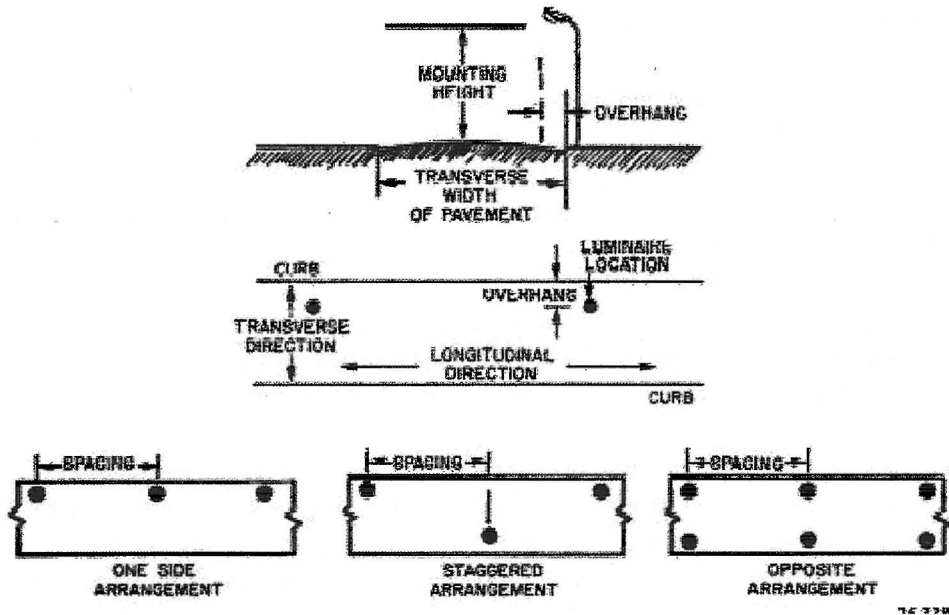 MOUNTING
HEIGHT
OVERHANG
TRANSVERSE
WIDTH
OF PAVEMENT
LUMINAIRE
LOCATION
CURB
OVERHANG
TRANSVERSE
DIRECTION
LONGITUDINAL
DIRECTION
CURB
SPACING
SPACING
SPACING
ONE SIDE
ARRANGEMENT
STAGGERED
ARRANGEMENT
OPPOSITE
ARRANGEMENT